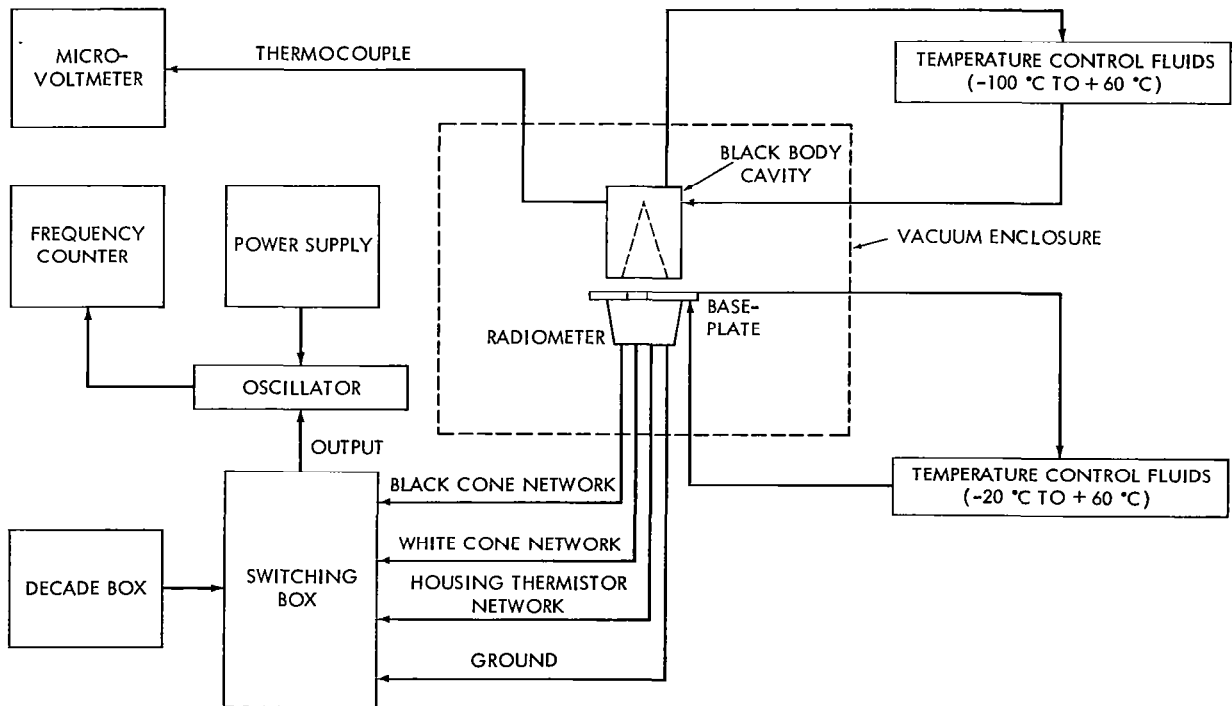 MICRO-
VOLTMETER
THERMOCOUPLE
TEMPERATURE CONTROL FLUIDS
(-100 °C TO + 60 °C)
BLACK BODY
CAVITY
FREQUENCY
COUNTER
POWER SUPPLY
VACUUM ENCLOSURE
BASE-
PLATE
RADIOMETER
OSCILLATOR
OUTPUT
TEMPERATURE CONTROL FLUIDS
(-20 °C TO + 60 °C)
BLACK CONE NETWORK
WHITE CONE NETWORK
DECADE BOX
SWITCHING
BOX
HOUSING THERMISTOR
NETWORK
GROUND